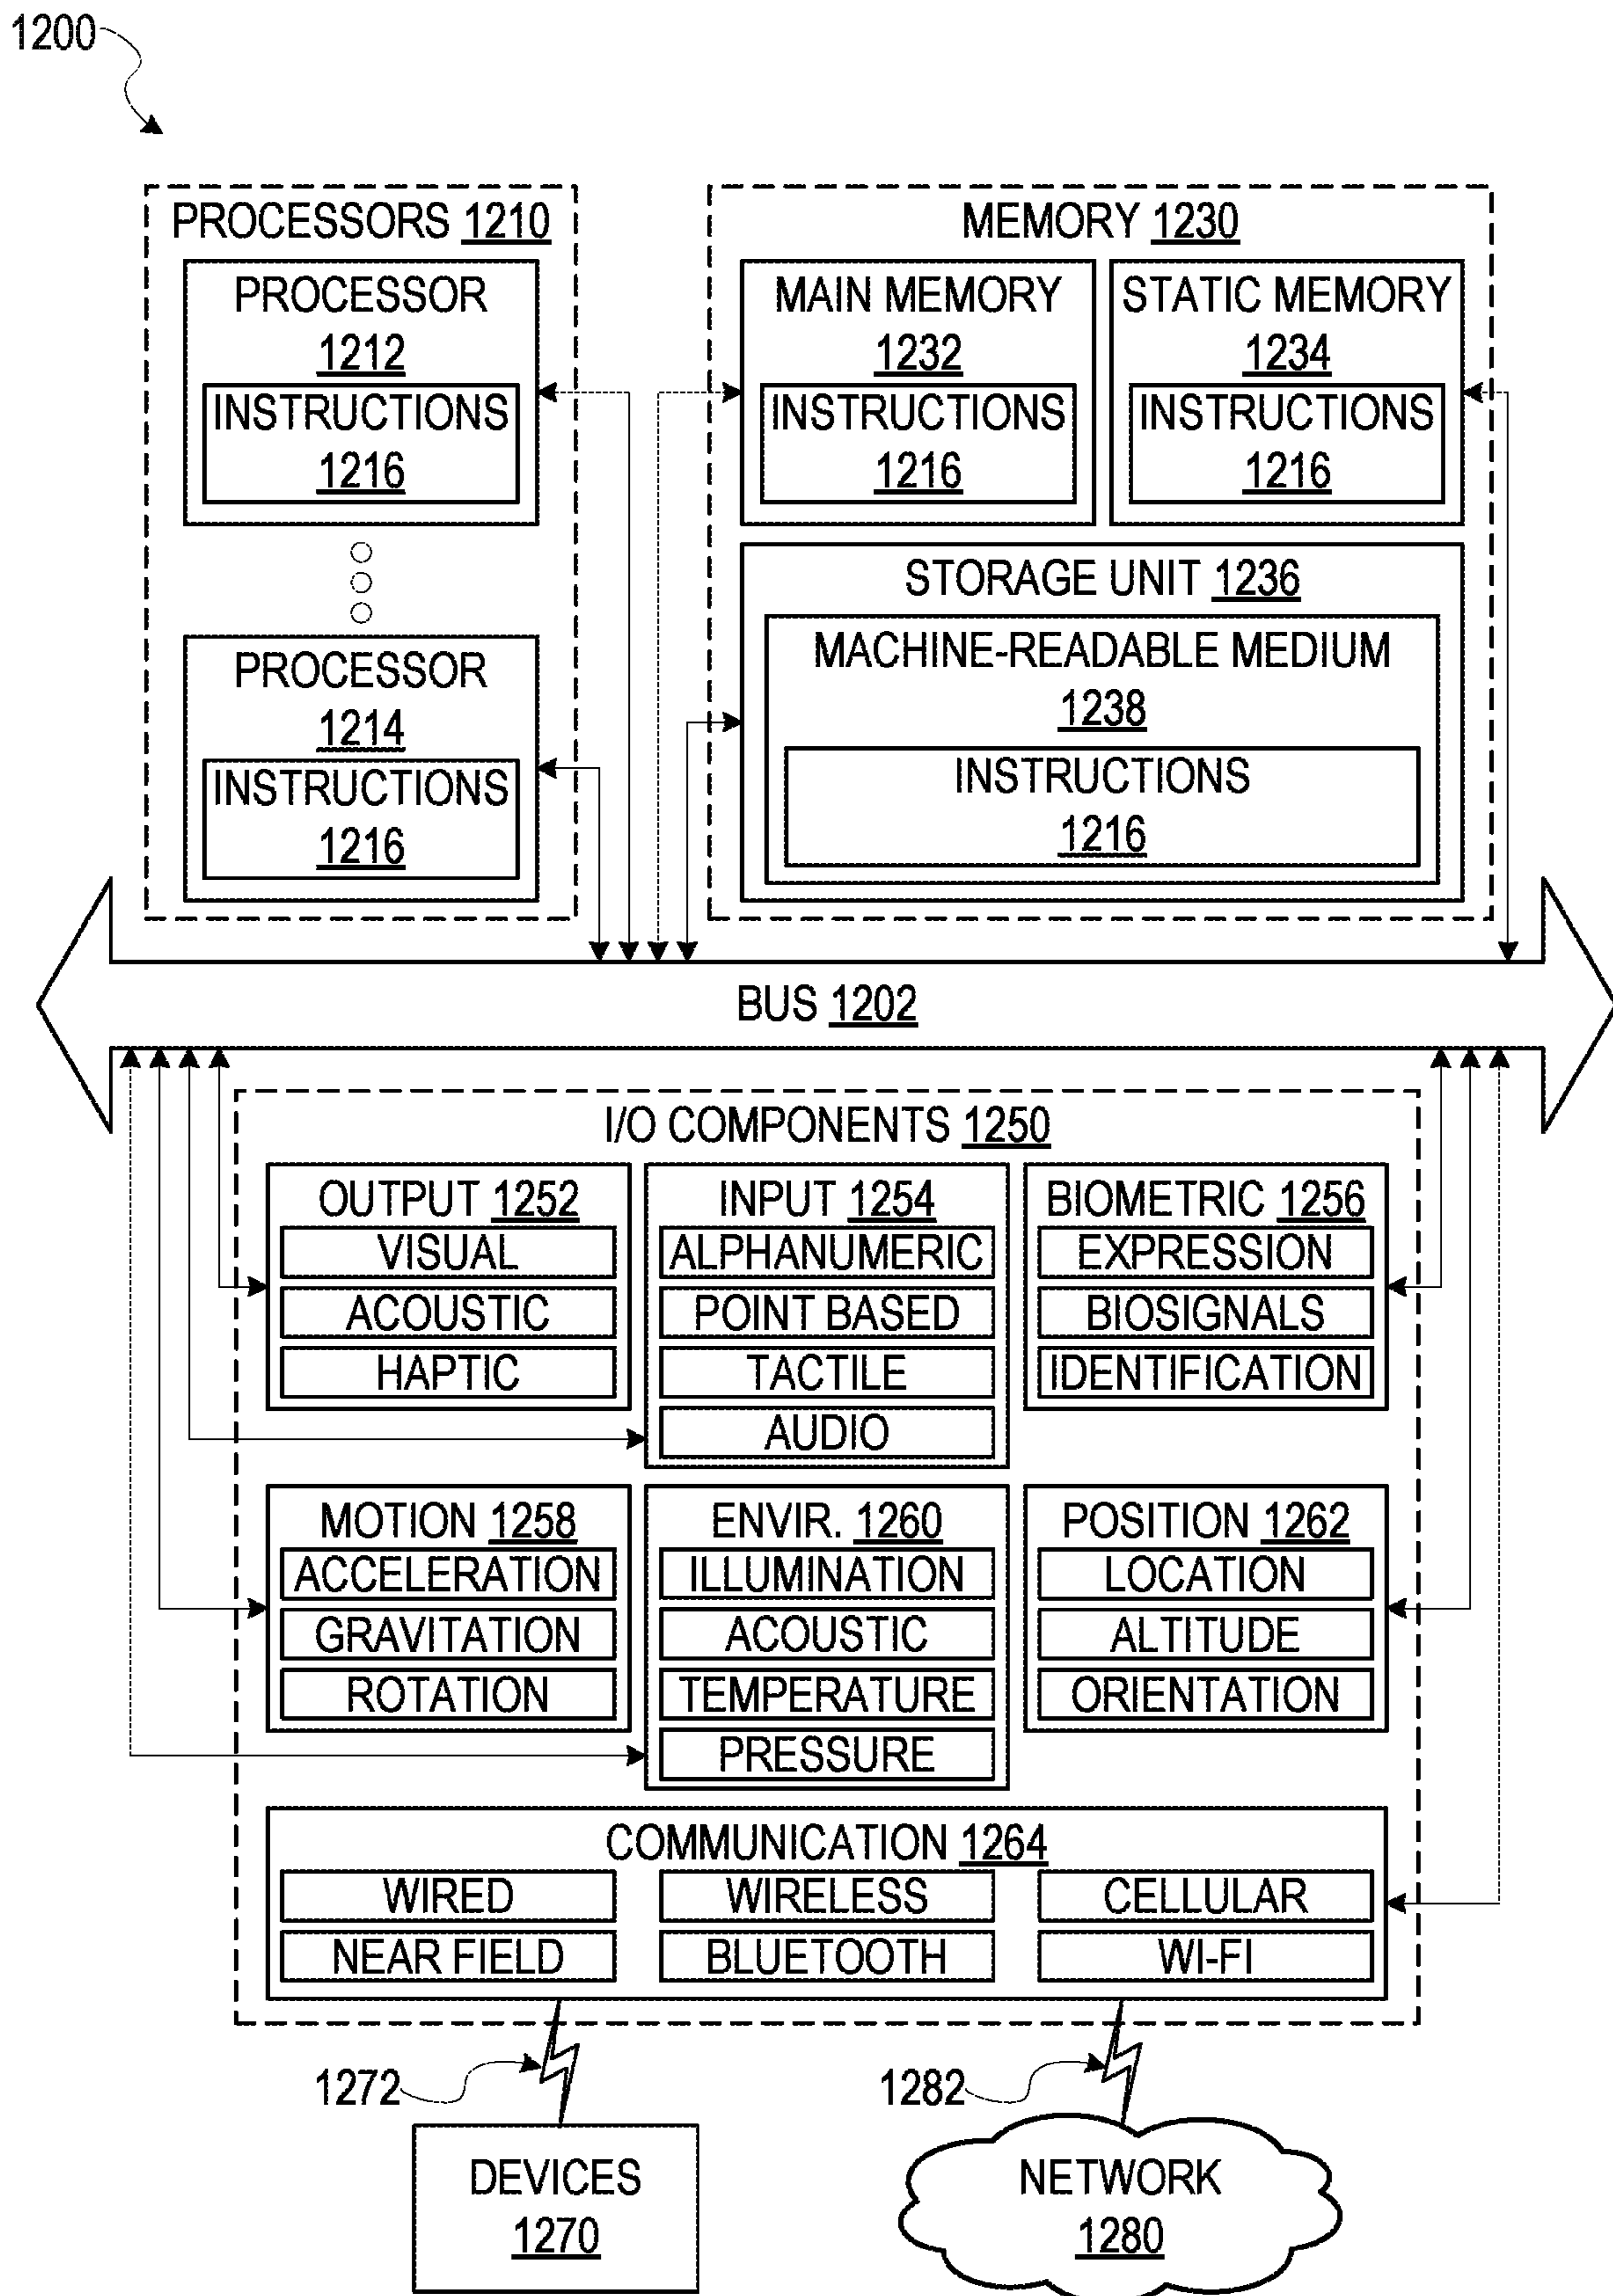 1200
PROCESSORS 1210
PROCESSOR
1212
INSTRUCTIONS
1216
PROCESSOR
1214
INSTRUCTIONS
1216
MEMORY 1230
MAIN MEMORY
1232
INSTRUCTIONS
1216
STATIC MEMORY
1234
INSTRUCTIONS
1216
STORAGE UNIT 1236
MACHINE-READABLE MEDIUM
1238
INSTRUCTIONS
1216
BUS 1202
I/O COMPONENTS 1250
OUTPUT 1252
VISUAL
ACOUSTIC
HAPTIC
INPUT 1254
ALPHANUMERIC
POINT BASED
TACTILE
AUDIO
BIOMETRIC 1256
EXPRESSION
BIOSIGNALS
IDENTIFICATION
MOTION 1258
ACCELERATION
GRAVITATION
ROTATION
ENVIR. 1260
ILLUMINATION
ACOUSTIC
TEMPERATURE
PRESSURE
POSITION 1262
LOCATION
ALTITUDE
ORIENTATION
COMMUNICATION 1264
WIRED
WIRELESS
CELLULAR
NEAR FIELD
BLUETOOTH
WI-FI
1272
1282
DEVICES
1270
NETWORK
1280